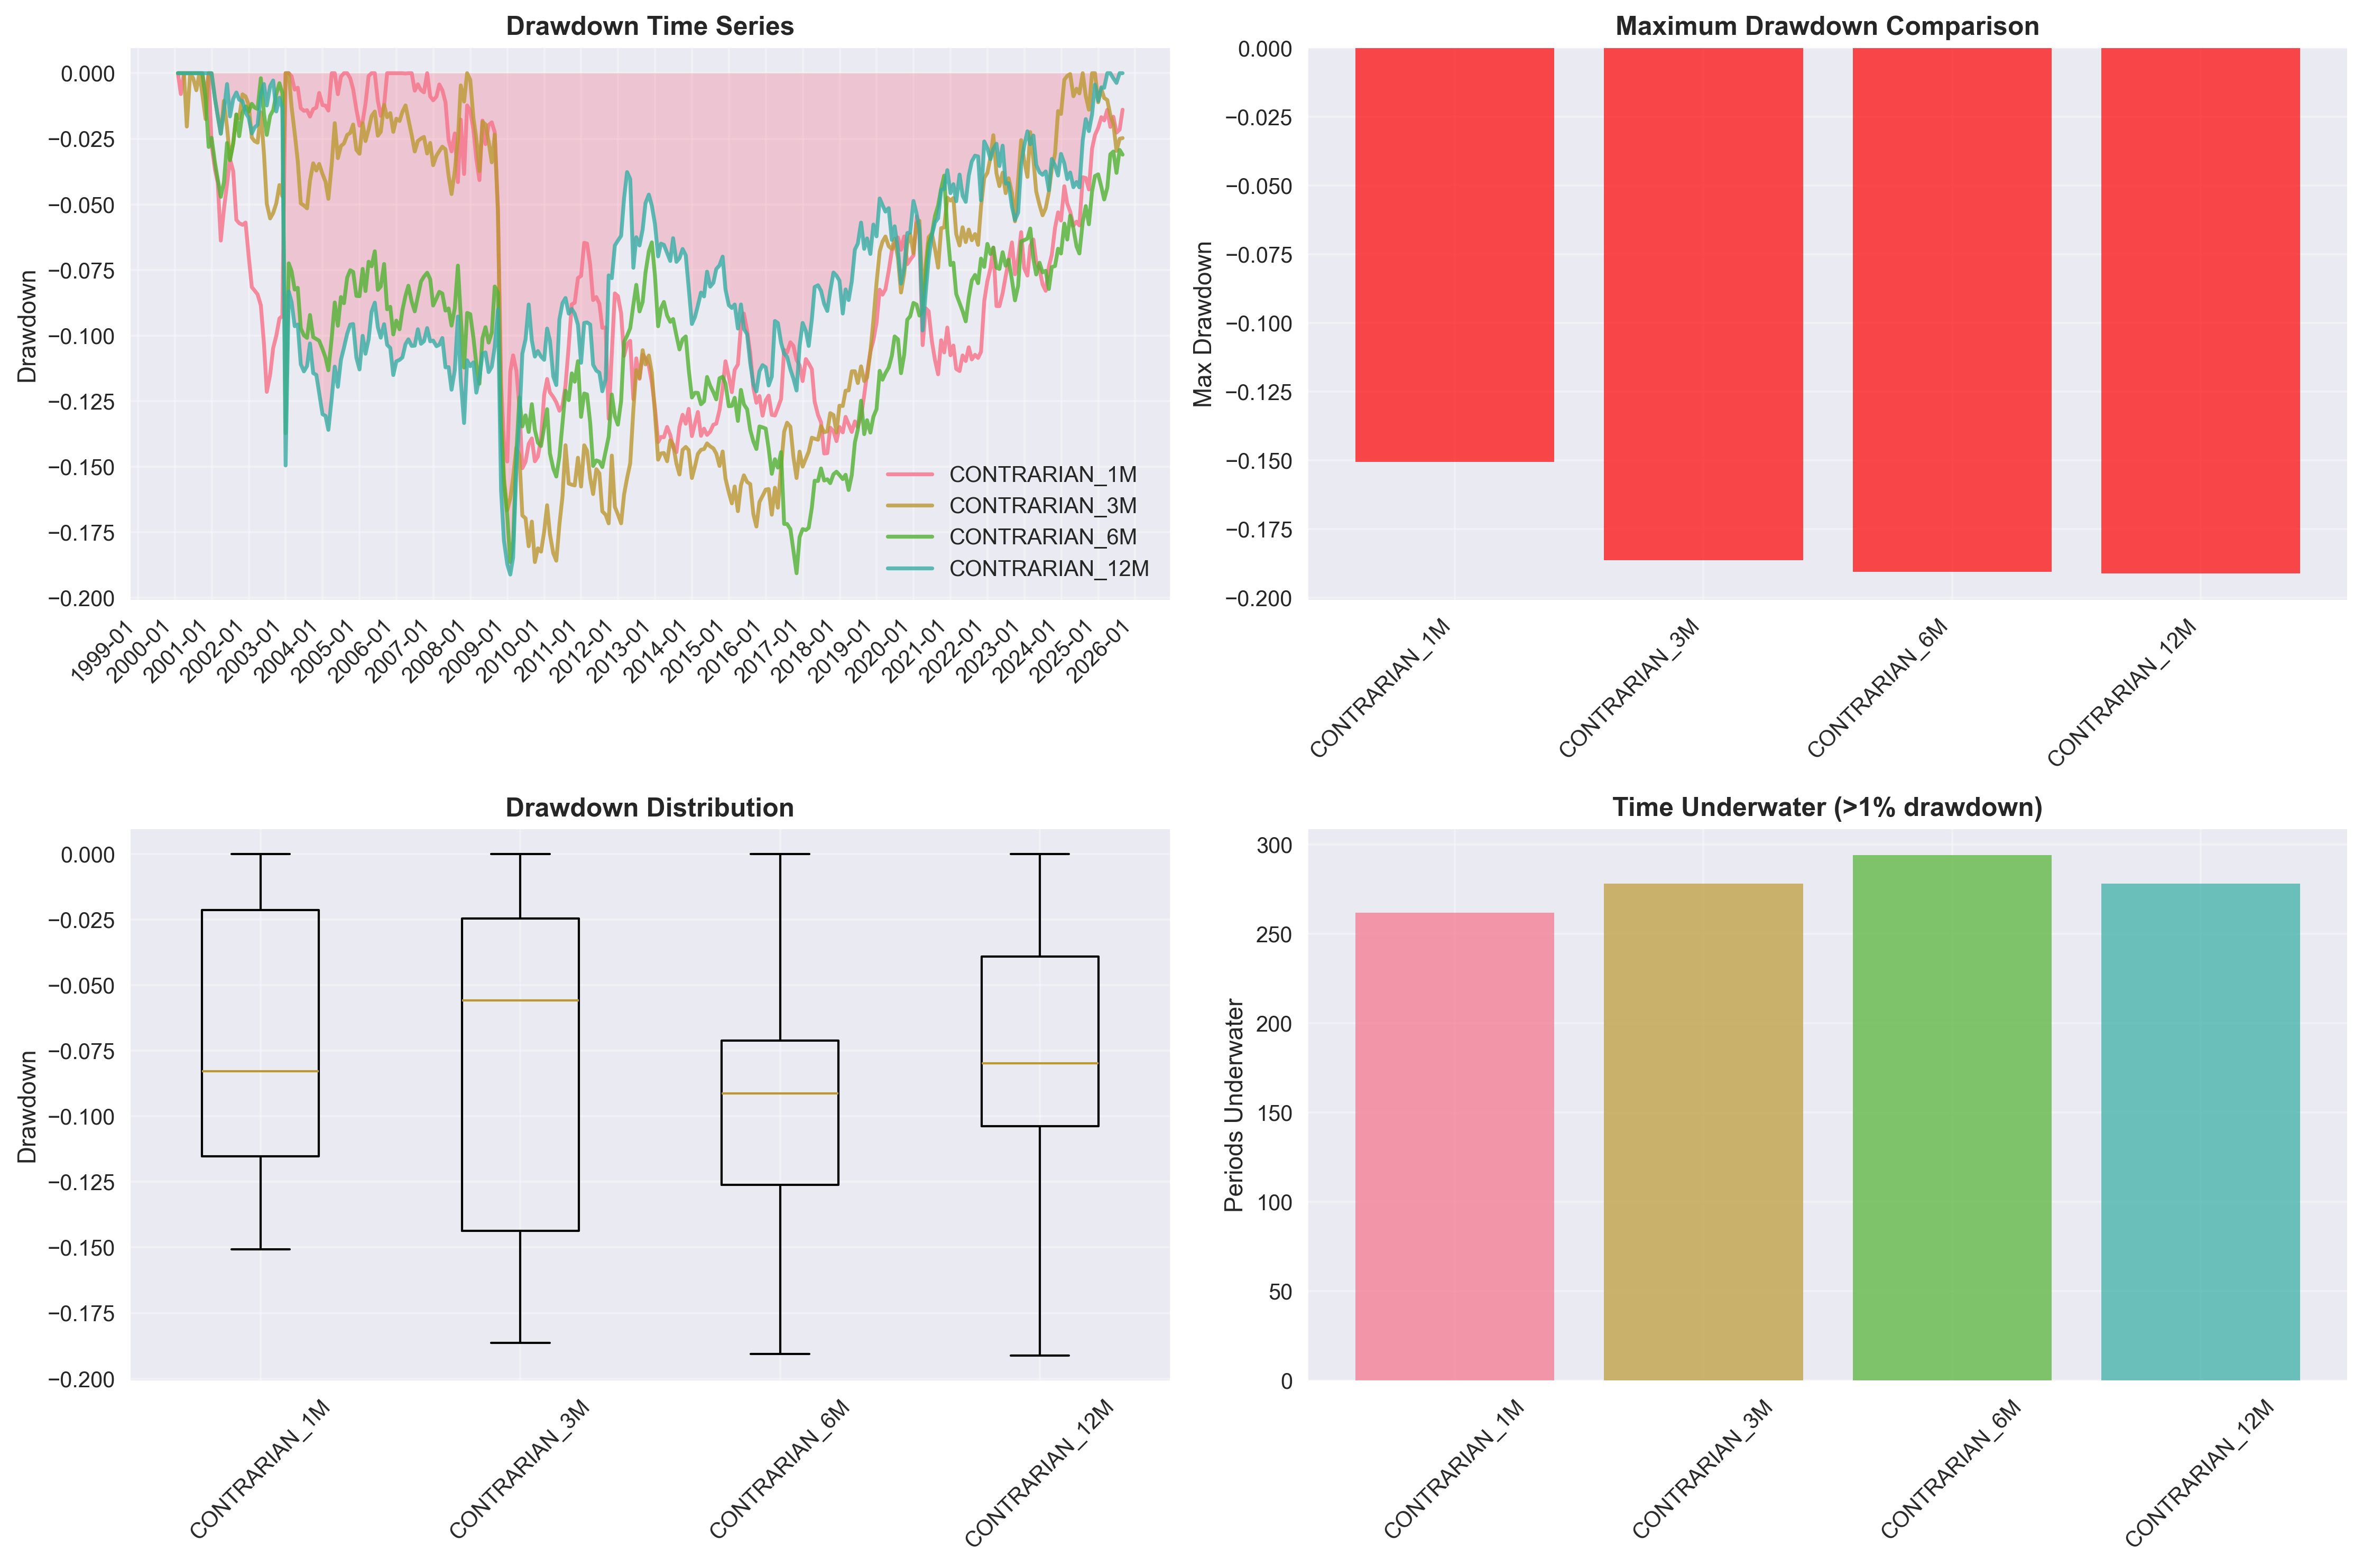 Drawdown Time Series
Drawdown
0.000
−0.025
−0.050
−0.075
−0.100
−0.125
−0.150
−0.175
−0.200
CONTRARIAN_1M
CONTRARIAN_3M
CONTRARIAN_6M
CONTRARIAN_12M
1999-01
2000-01
2001-01
2002-01
2003-01
2004-01
2005-01
2006-01
2007-01
2008-01
2009-01
2010-01
2011-01
2012-01
2013-01
2014-01
2015-01
2016-01
2017-01
2018-01
2019-01
2020-01
2021-01
2022-01
2023-01
2024-01
2025-01
2026-01
Maximum Drawdown Comparison
Max Drawdown
0.000
−0.025
−0.050
−0.075
−0.100
−0.125
−0.150
−0.175
−0.200
CONTRARIAN_1M
CONTRARIAN_3M
CONTRARIAN_6M
CONTRARIAN_12M
Drawdown Distribution
Drawdown
0.000
−0.025
−0.050
−0.075
−0.100
−0.125
−0.150
−0.175
−0.200
CONTRARIAN_1M
CONTRARIAN_3M
CONTRARIAN_6M
CONTRARIAN_12M
Time Underwater (>1% drawdown)
Periods Underwater
300
250
200
150
100
50
0
CONTRARIAN_1M
CONTRARIAN_3M
CONTRARIAN_6M
CONTRARIAN_12M